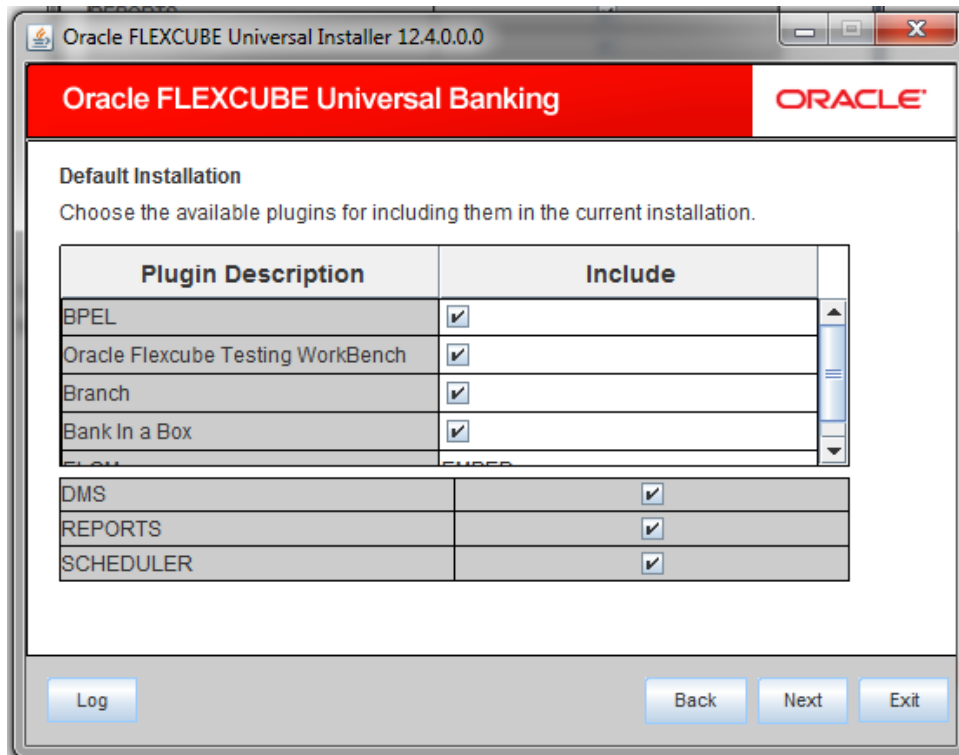 Oracle FLEXCUBE Universal Installer 12.4.0.0.0
Oracle FLEXCUBE Universal Banking
ORACLE
Default Installation
Choose the available plugins for including them in the current installation.
Plugin Description Include
BPEL
Oracle Flexcube Testing WorkBench
Branch
Bank In a Box
DMS
REPORTS
SCHEDULER
Log Back Next Exit